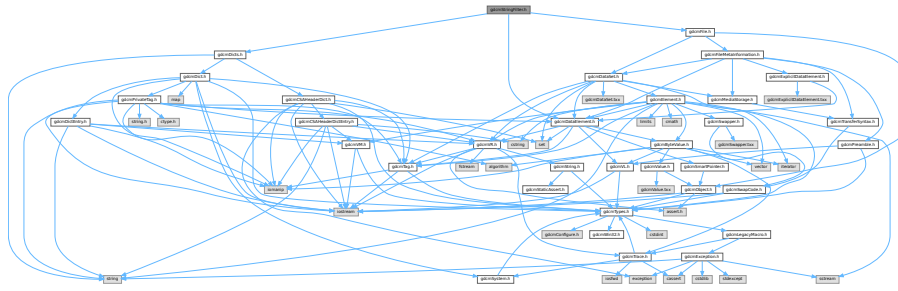 gdcmStringFilter.h
gdcmFile.h
gdcmDicts.h
gdcmFileMetaInformation.h
gdcmDict.h
gdcmDataSet.h
gdcmExplicitDataElement.h
gdcmPrivateTag.h
map
gdcmCSAHeaderDict.h
gdcmDataSet.txx
gdcmElement.h
gdcmMediaStorage.h
gdcmExplicitDataElement.txx
gdcmDictEntry.h
string.h
ctype.h
gdcmCSAHeaderDictEntry.h
gdcmDataElement.h
limits
cmath
gdcmSwapper.h
gdcmTransferSyntax.h
gdcmVM.h
gdcmVR.h
cstring
set
gdcmByteValue.h
gdcmSwapper.txx
gdcmPreamble.h
gdcmTag.h
fstream
algorithm
gdcmString.h
gdcmVL.h
gdcmValue.h
gdcmSmartPointer.h
vector
iterator
iomanip
gdcmStaticAssert.h
gdcmValue.txx
gdcmObject.h
gdcmSwapCode.h
iostream
gdcmTypes.h
assert.h
gdcmConfigure.h
gdcmWin32.h
cstdint
gdcmLegacyMacro.h
gdcmTrace.h
gdcmException.h
string
gdcmSystem.h
iosfwd
exception
cassert
cstdlib
stdexcept
sstream